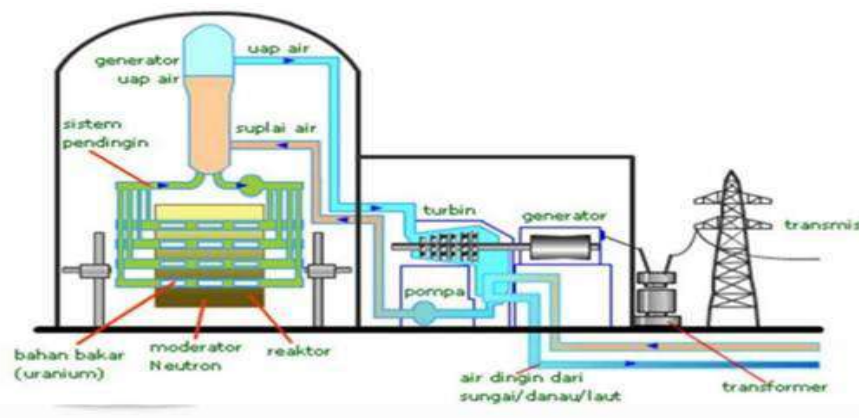 generator
uap air
uap air
sistem
pendingin
suplai air
turbin
generator
transmis
pompa
bahan bakar
(uranium)
moderator
Neutron
reaktor
air dingin dari
sungai/danau/laut
transformer